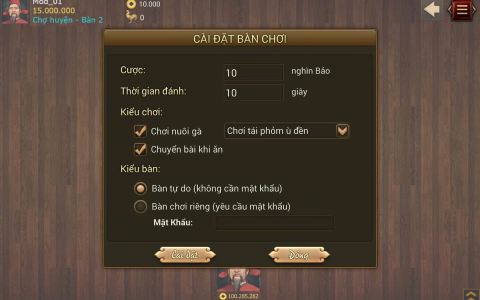 Mod_01
15.000.000
Chợ huyện - Bàn 2
10.000
0
CÀI ĐẶT BÀN CHƠI
Cược: 10 nghìn Bảo
Thời gian đánh: 10 giây
Kiểu chơi:
Chơi nuôi gà Chơi tái phỏm ù đền
Chuyển bài khi ăn
Kiểu bàn:
Bàn tự do (không cần mật khẩu)
Bàn chơi riêng (yêu cầu mật khẩu)
Mật Khẩu:
Cài đặt Đóng
100.265.262